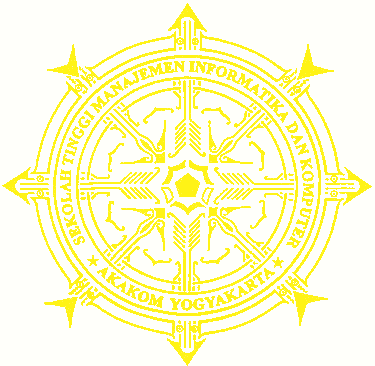 SEKOLAH TINGGI MANAJEMEN INFORMATIKA DAN KOMPUTER
★ AKAKOM YOGYAKARTA ★